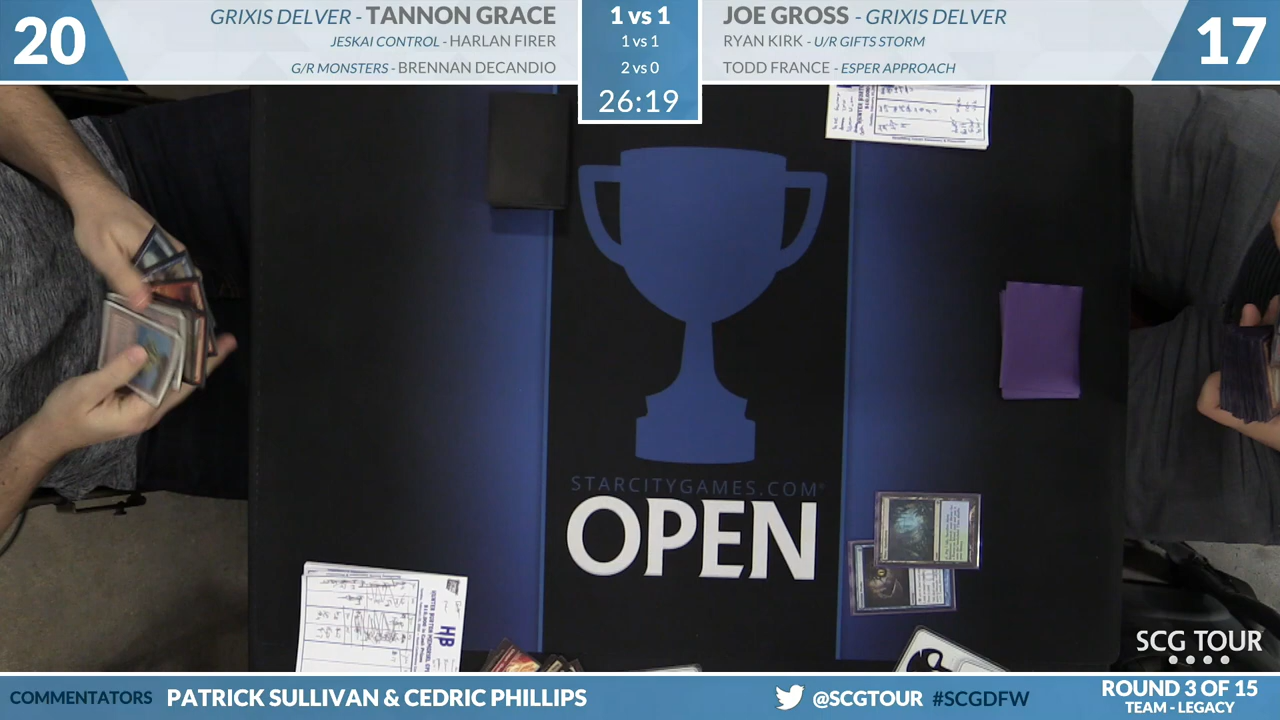 20
GRIXIS DELVER - TANNON GRACE
JESKAI CONTROL - HARLAN FIRER
G/R MONSTERS - BRENNAN DECANDIO
1 vs 1
1 vs 1
2 vs 0
26:19
JOE GROSS - GRIXIS DELVER
RYAN KIRK - U/R GIFTS STORM
TODD FRANCE - ESPER APPROACH
17
STARCITYGAMES.COM®
OPEN
HB
SCG TOUR
COMMENTATORS PATRICK SULLIVAN & CEDRIC PHILLIPS
@SCGTOUR #SCGDFW
ROUND 3 OF 15
TEAM - LEGACY